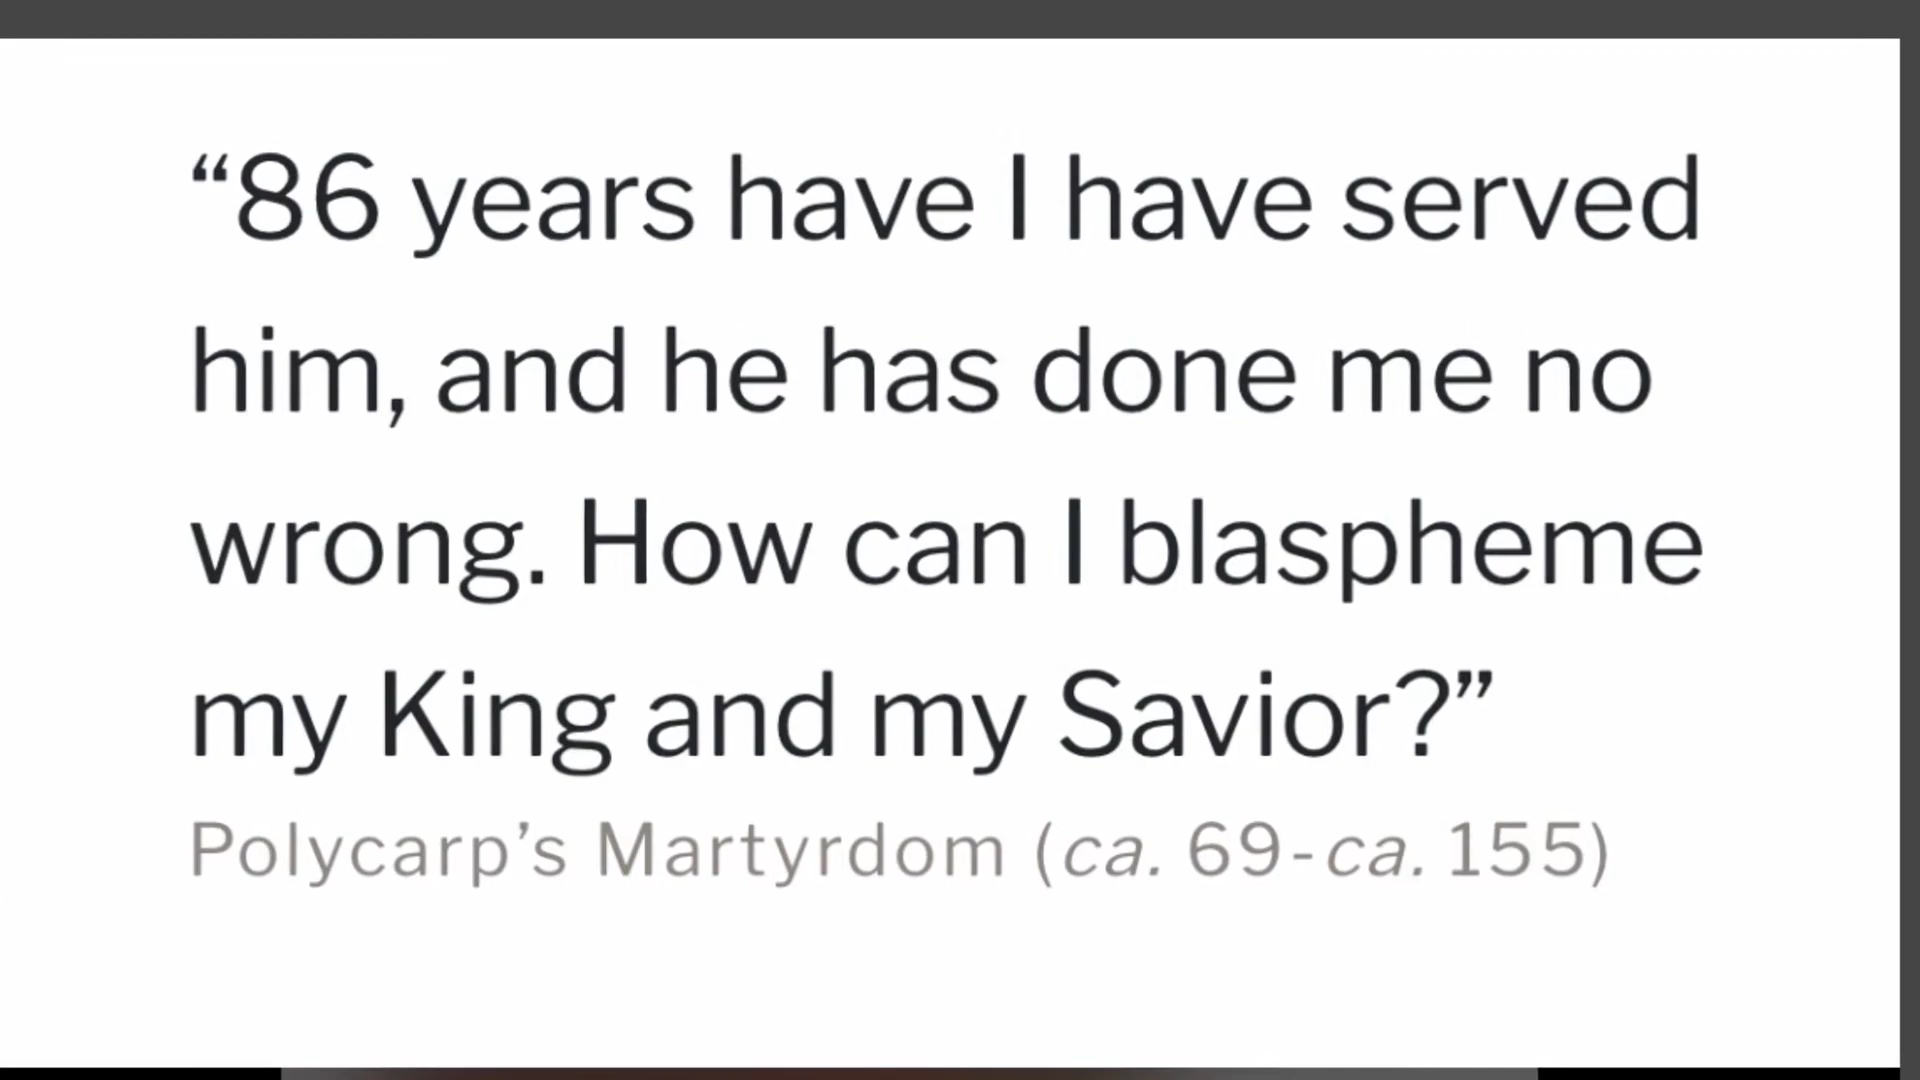 “86 years have I have served
him, and he has done me no
wrong. How can I blaspheme
my King and my Savior?”
Polycarp’s Martyrdom (ca. 69-ca. 155)